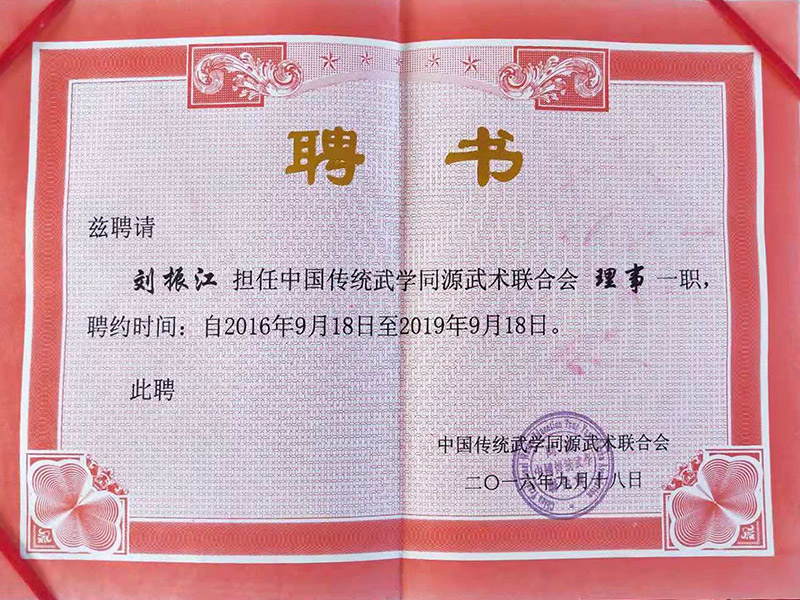 聘 书
兹聘请
刘振江 担任中国传统武学同源武术联合会 理事 一职，
聘约时间：自2016年9月18日至2019年9月18日。
此聘
中国传统武学同源武术联合会
二〇一六年九月十八日